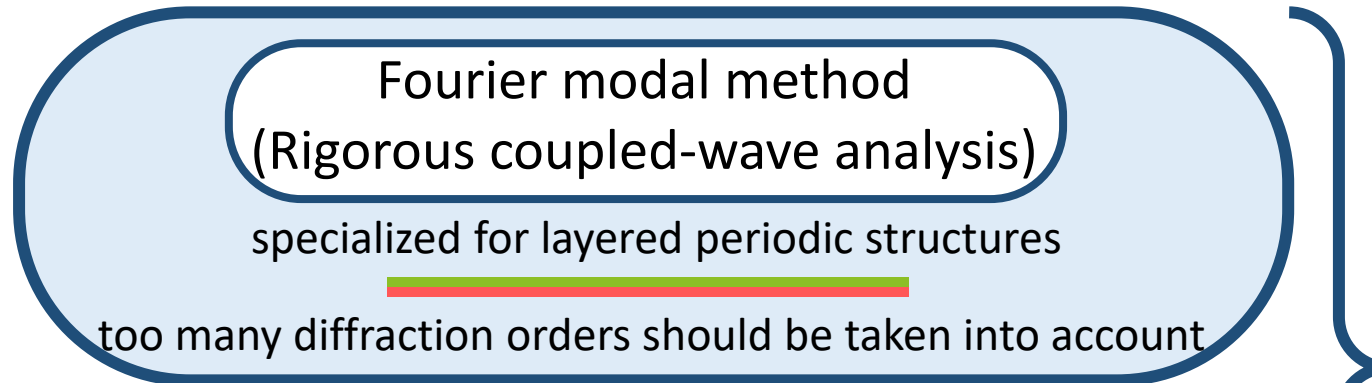 Fourier modal method
(Rigorous coupled-wave analysis)
specialized for layered periodic structures
too many diffraction orders should be taken into account